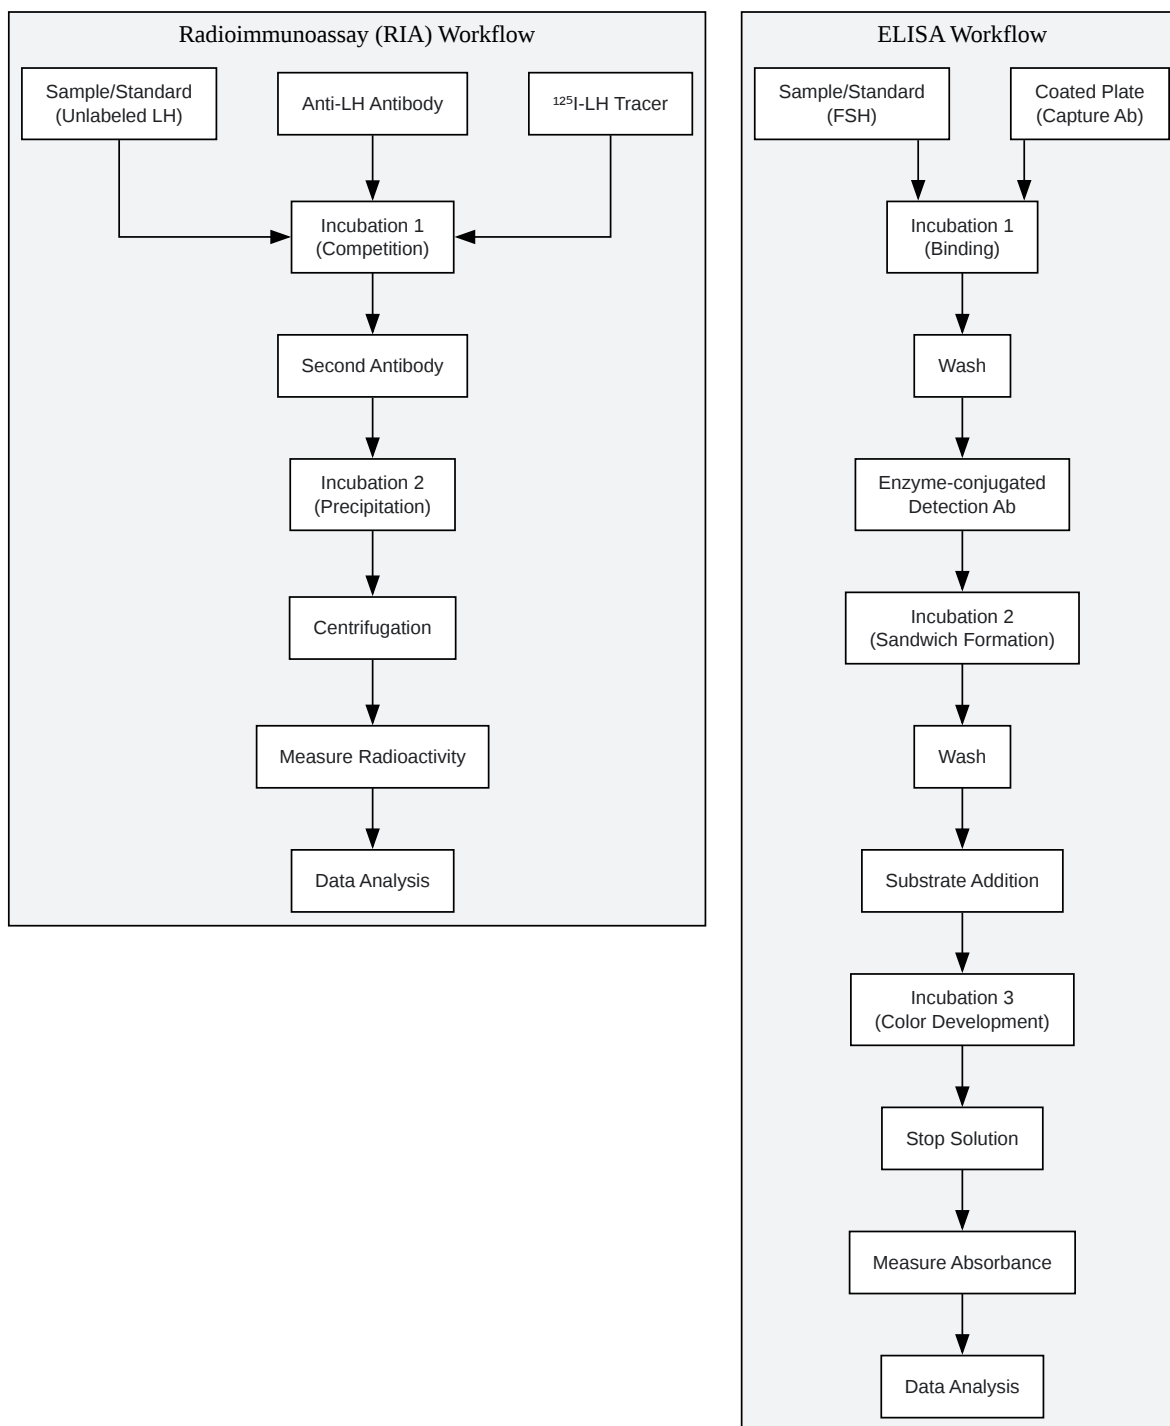 Radioimmunoassay (RIA) Workflow
Sample/Standard
(Unlabeled LH)
Anti-LH Antibody
¹²⁵I-LH Tracer
Incubation 1
(Competition)
Second Antibody
Incubation 2
(Precipitation)
Centrifugation
Measure Radioactivity
Data Analysis
ELISA Workflow
Sample/Standard
(FSH)
Coated Plate
(Capture Ab)
Incubation 1
(Binding)
Wash
Enzyme-conjugated
Detection Ab
Incubation 2
(Sandwich Formation)
Wash
Substrate Addition
Incubation 3
(Color Development)
Stop Solution
Measure Absorbance
Data Analysis